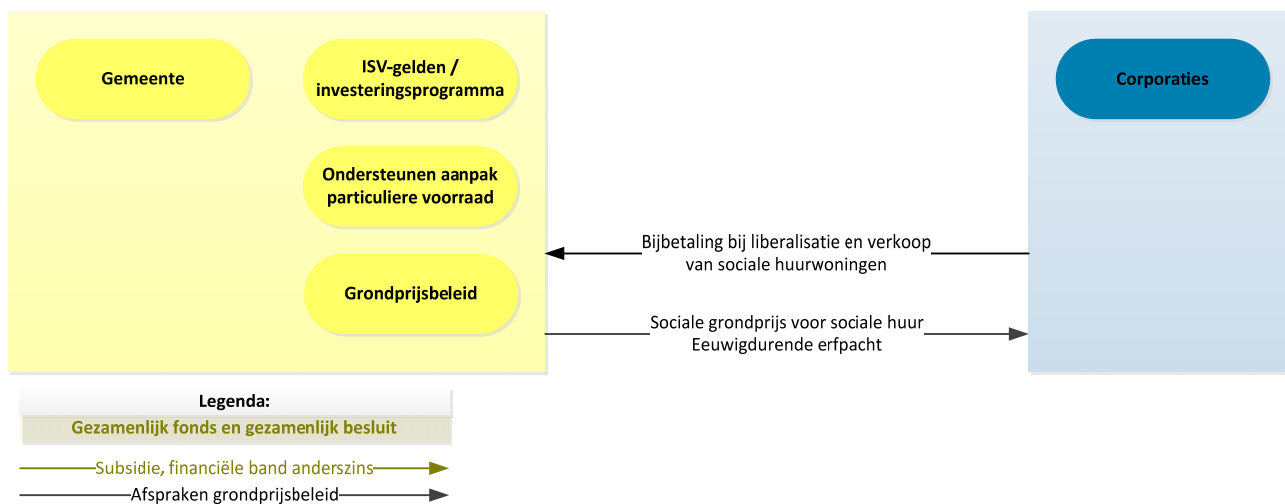 Gemeente
ISV-gelden /
investeringsprogramma
Corporaties
Ondersteunen aanpak
particuliere voorraad
Bijbetaling bij liberalisatie en verkoop
van sociale huurwoningen
Grondprijsbeleid
Sociale grondprijs voor sociale huur
Eeuwigdurende erfpacht
Legenda:
Gezamenlijk fonds en gezamenlijk besluit
Subsidie, financiële band anderszins
Afspraken grondprijsbeleid